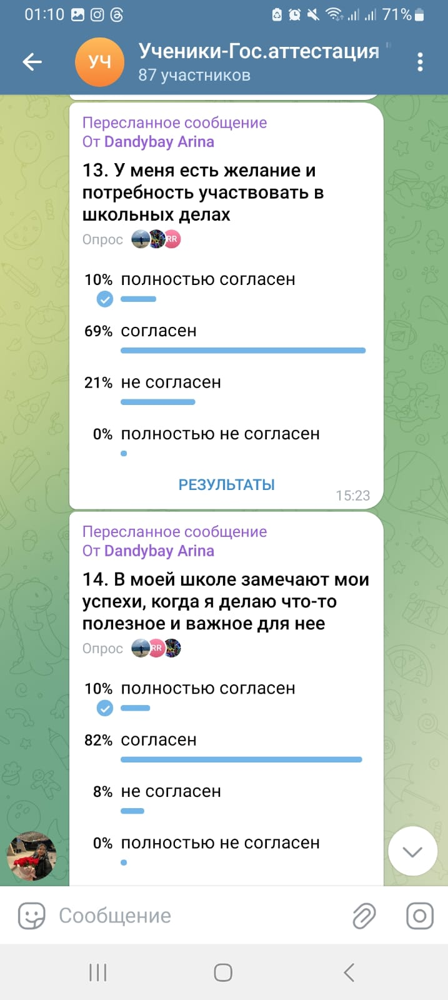 01:10 71%
УЧ
Ученики-Гос.аттестация "
87 участников
Пересланное сообщение
От Dandybay Arina
13. У меня есть желание и
потребность участвовать в
школьных делах
Опрос RR
10% полностью согласен
69% согласен
21% не согласен
0% полностью не согласен
РЕЗУЛЬТАТЫ
15:23
Пересланное сообщение
От Dandybay Arina
14. В моей школе замечают мои
успехи, когда я делаю что-то
полезное и важное для нее
Опрос RR
10% полностью согласен
82% согласен
8% не согласен
0% полностью не согласен
Сообщение